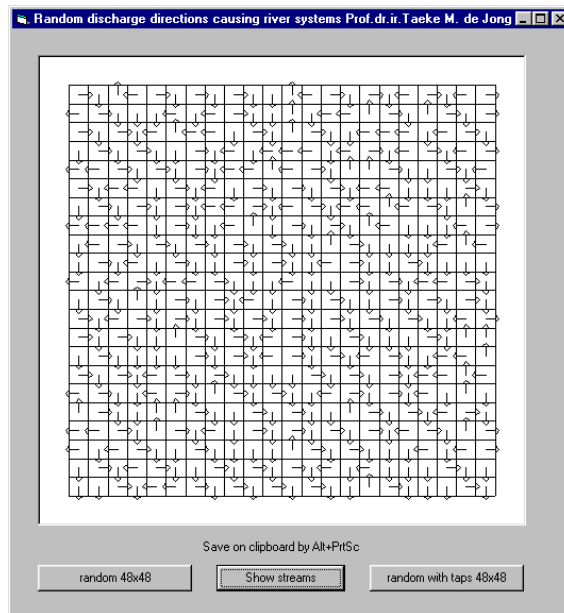 Random discharge directions causing river systems Prof.dr.ir.Taeke M. de Jong
Save on clipboard by Alt+PrtSc
random 48x48
Show streams
random with taps 48x48